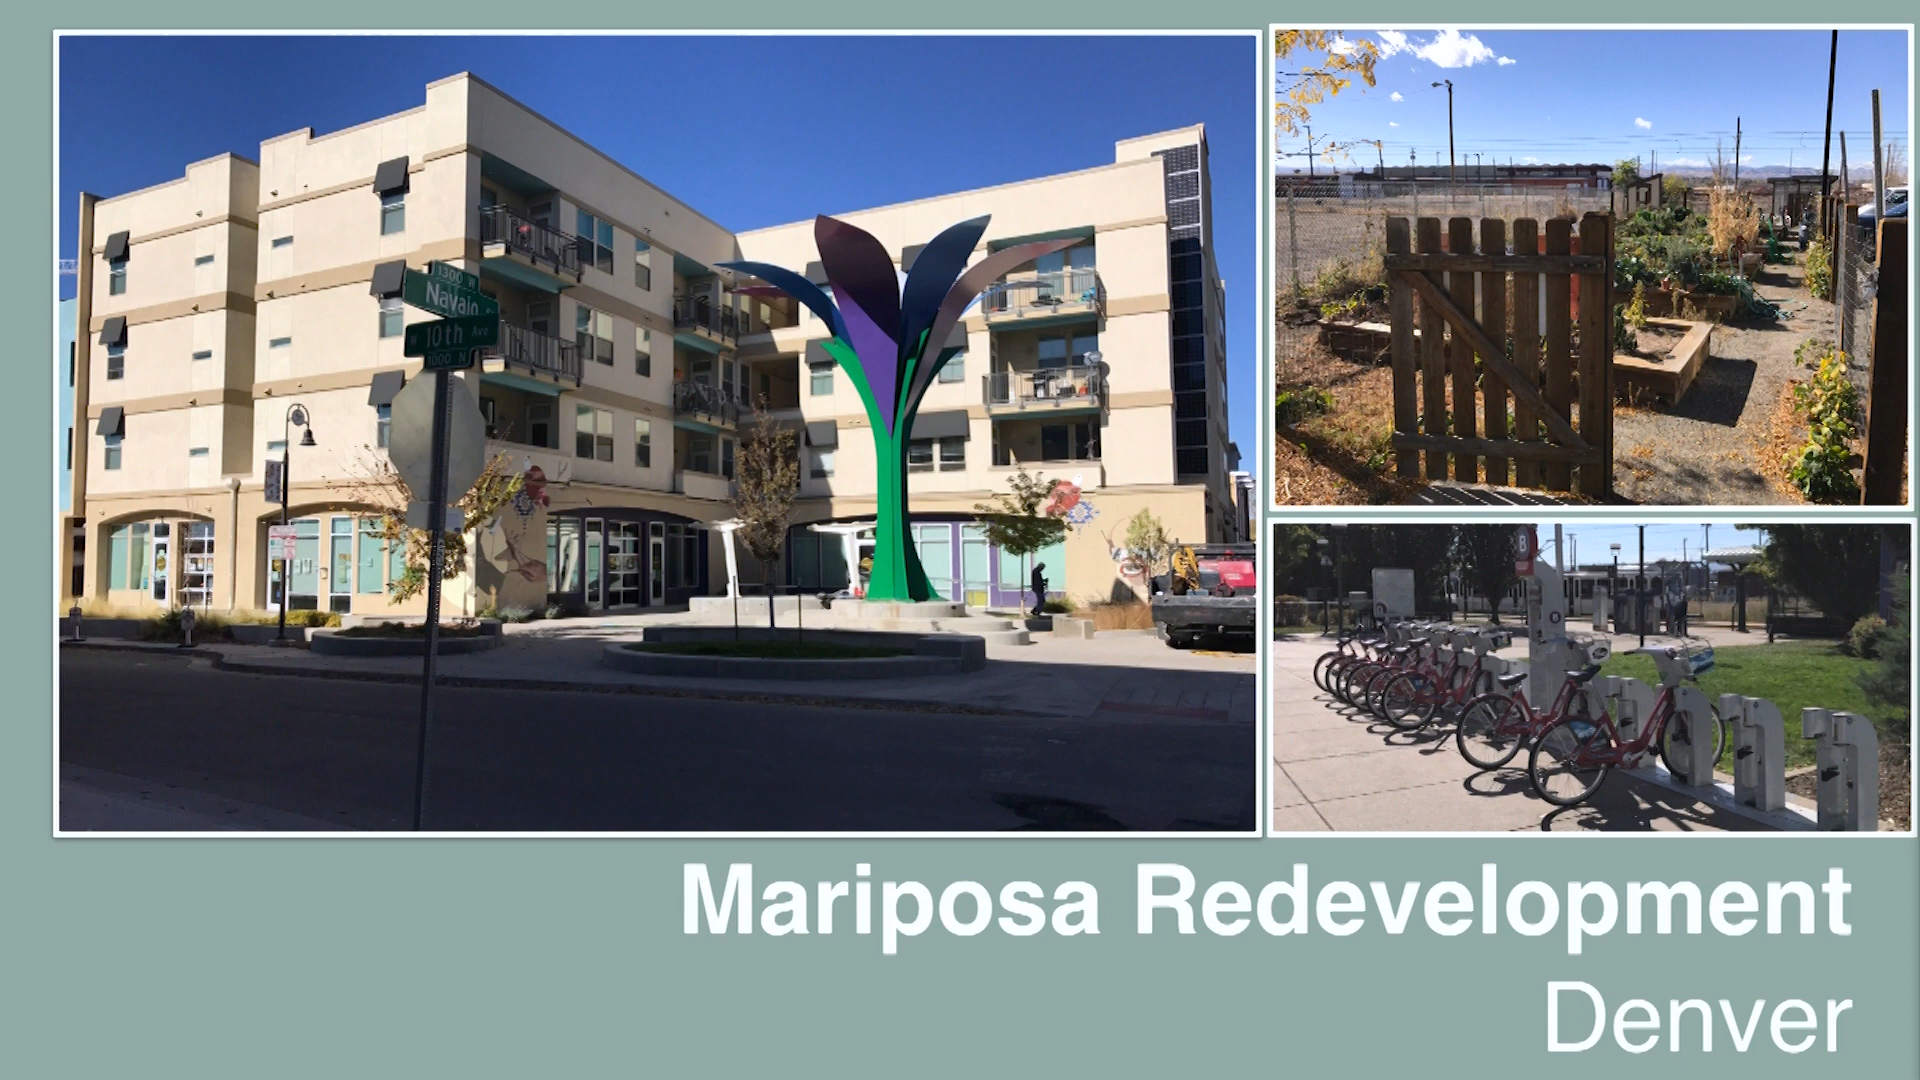 1300 W
Navajo
W 10th Ave
1000 N
B
Mariposa Redevelopment
Denver